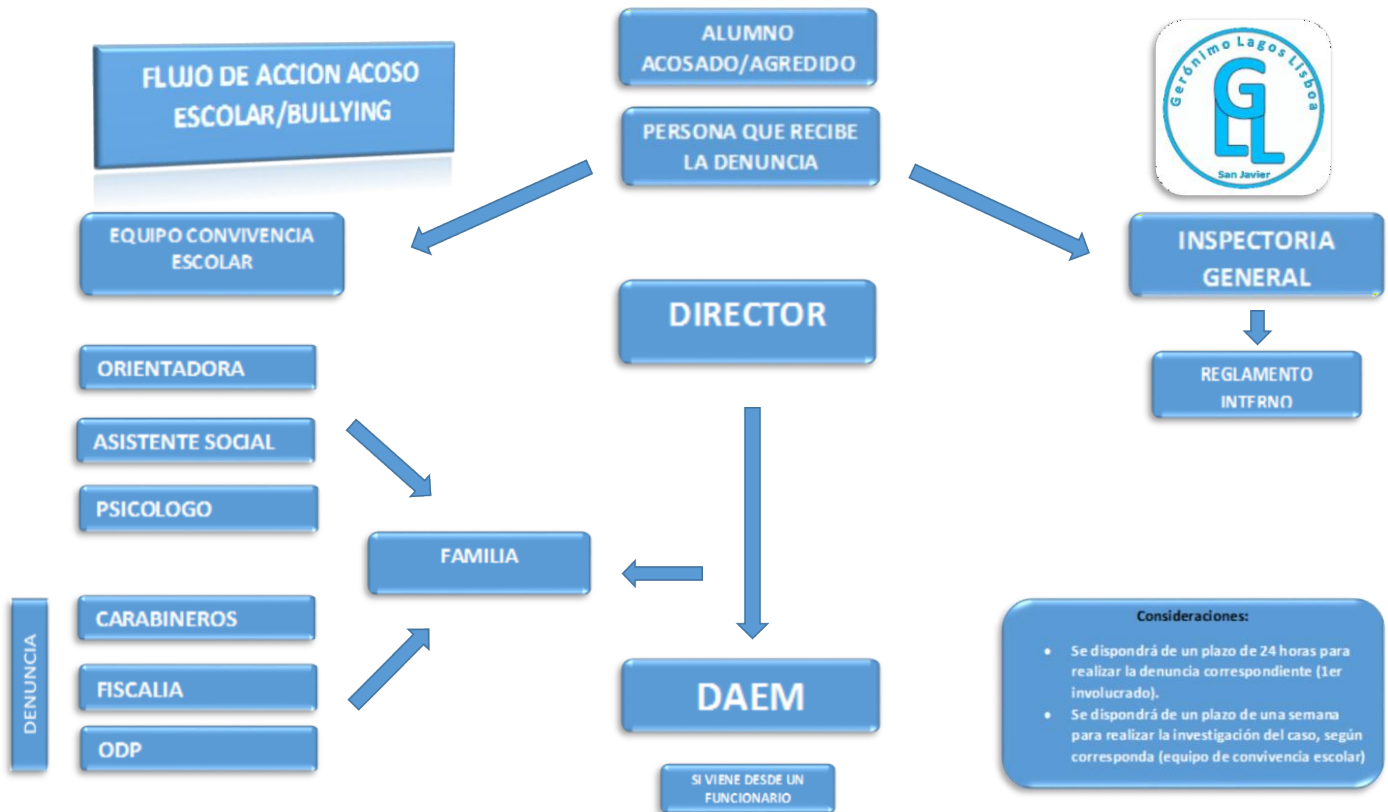 FLUJO DE ACCION ACOSO
ESCOLAR/BULLYING
ALUMNO
ACOSADO/AGREDIDO
PERSONA QUE RECIBE
LA DENUNCIA
Gerónimo Lagos Lisboa
GLL
San Javier
EQUIPO CONVIVENCIA
ESCOLAR
DIRECTOR
INSPECTORIA
GENERAL
REGLAMENTO
INTERNO
ORIENTADORA
ASISTENTE SOCIAL
PSICOLOGO
FAMILIA
DENUNCIA
CARABINEROS
FISCALIA
ODP
DAEM
SI VIENE DESDE UN
FUNCIONARIO
Consideraciones:
• Se dispondrá de un plazo de 24 horas para
realizar la denuncia correspondiente (1er
involucrado).
• Se dispondrá de un plazo de una semana
para realizar la investigación del caso, según
corresponda (equipo de convivencia escolar)